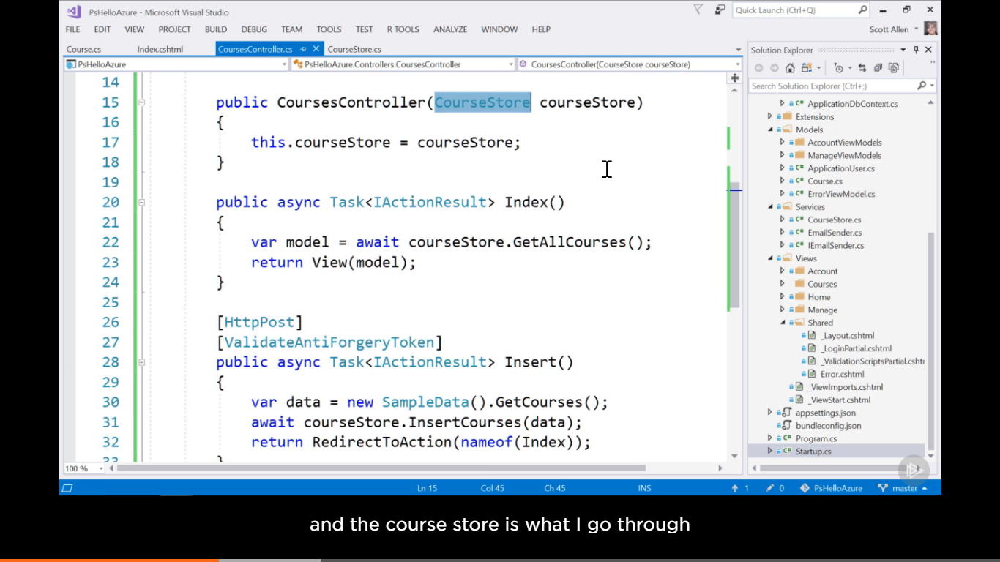 PsHelloAzure - Microsoft Visual Studio
Quick Launch (Ctrl+Q)
FILE EDIT VIEW PROJECT BUILD DEBUG TEAM TOOLS TEST R TOOLS ANALYZE WINDOW HELP
Scott Allen
Course.cs Index.cshtml CoursesController.cs CourseStore.cs
PsHelloAzure PsHelloAzure.Controllers.CoursesController CoursesController(CourseStore courseStore)
14
15 public CoursesController(CourseStore courseStore)
16 {
17 this.courseStore = courseStore;
18 }
19
20 public async Task<IActionResult> Index()
21 {
22 var model = await courseStore.GetAllCourses();
23 return View(model);
24 }
25
26 [HttpPost]
27 [ValidateAntiForgeryToken]
28 public async Task<IActionResult> Insert()
29 {
30 var data = new SampleData().GetCourses();
31 await courseStore.InsertCourses(data);
32 return RedirectToAction(nameof(Index));
33 }
100 %
Solution Explorer
Search Solution Explorer (Ctrl+;)
C# ApplicationDbContext.cs
Extensions
Models
AccountViewModels
ManageViewModels
C# ApplicationUser.cs
C# Course.cs
C# ErrorViewModel.cs
Services
C# CourseStore.cs
C# EmailSender.cs
C# IEmailSender.cs
Views
Account
Courses
Home
Manage
Shared
_Layout.cshtml
_LoginPartial.cshtml
_ValidationScriptsPartial.cshtm
Error.cshtml
_ViewImports.cshtml
_ViewStart.cshtml
appsettings.json
bundleconfig.json
C# Program.cs
C# Startup.cs
Ln 15 Col 45 Ch 45 INS 1 0 PsHelloAzure master
and the course store is what I go through